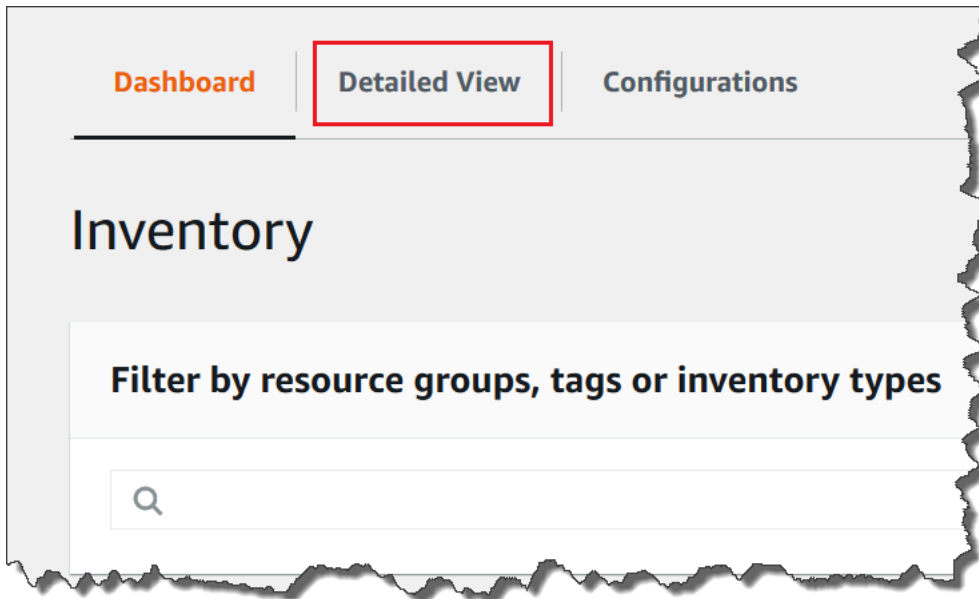 Dashboard Detailed View Configurations
Inventory
Filter by resource groups, tags or inventory types